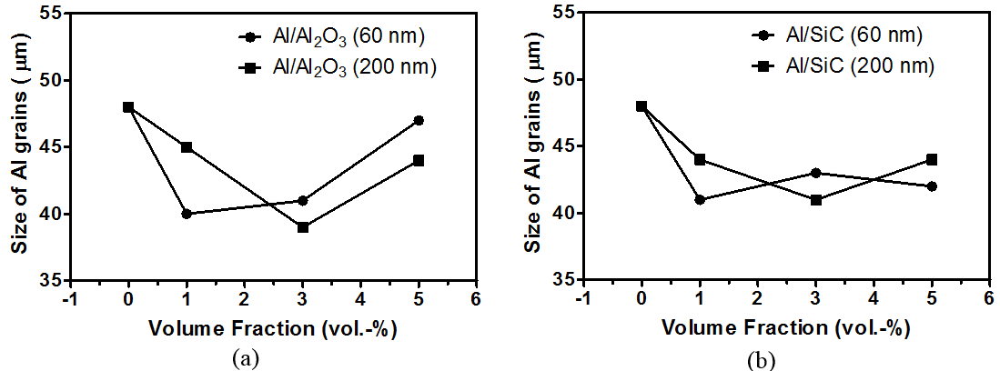 55
50
45
40
35
Size of Al grains ( μm)
Al/Al₂O₃ (60 nm)
Al/Al₂O₃ (200 nm)
-1 0 1 2 3 4 5 6
Volume Fraction (vol.-%)
(a)
55
50
45
40
35
Size of Al grains ( μm)
Al/SiC (60 nm)
Al/SiC (200 nm)
-1 0 1 2 3 4 5 6
Volume Fraction (vol.-%)
(b)